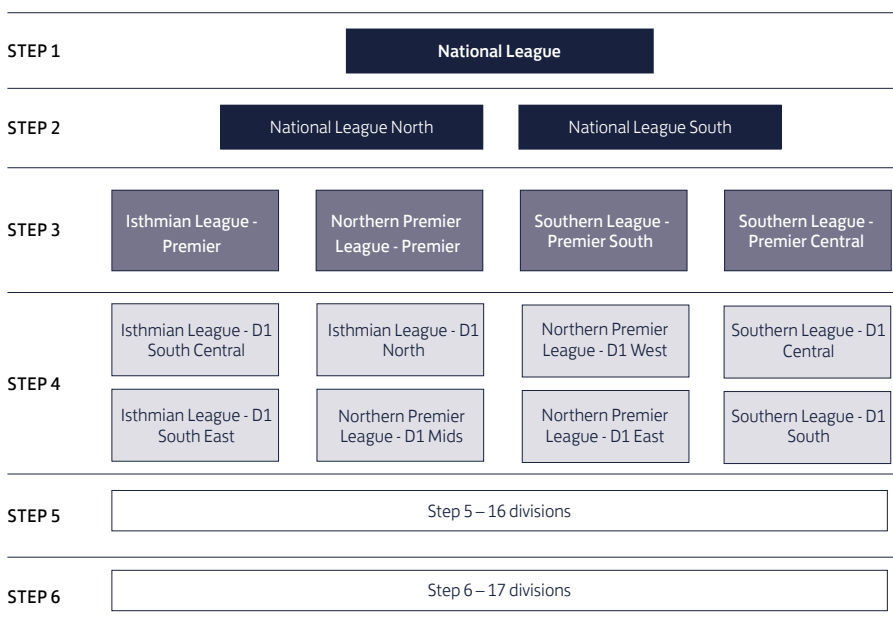 STEP 1
National League
STEP 2
National League North
National League South
STEP 3
Isthmian League -
Premier
Northern Premier
League - Premier
Southern League -
Premier South
Southern League -
Premier Central
STEP 4
Isthmian League - D1
South Central
Isthmian League - D1
North
Northern Premier
League - D1 West
Southern League - D1
Central
Isthmian League - D1
South East
Northern Premier
League - D1 Mids
Northern Premier
League - D1 East
Southern League - D1
South
STEP 5
Step 5 – 16 divisions
STEP 6
Step 6 – 17 divisions